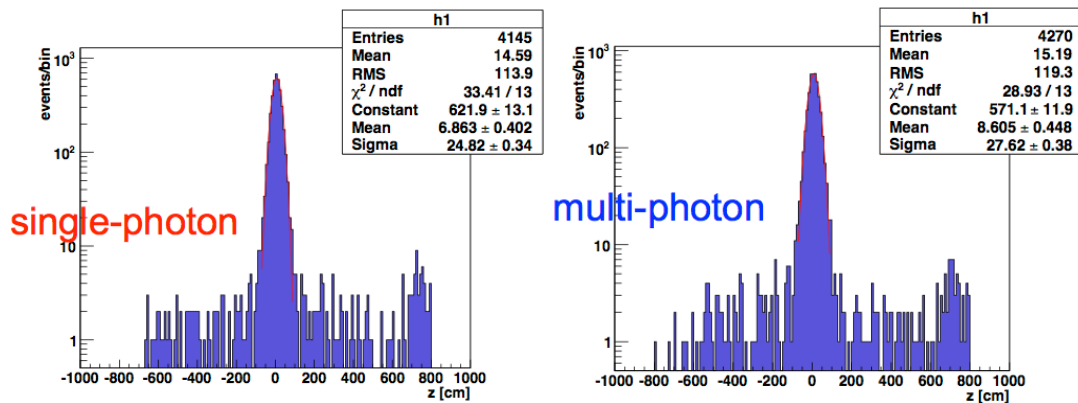 h1
Entries 4145
Mean 14.59
RMS 113.9
χ² / ndf 33.41 / 13
Constant 621.9 ± 13.1
Mean 6.863 ± 0.402
Sigma 24.82 ± 0.34
events/bin
10³
10²
10
1
single-photon
-1000 -800 -600 -400 -200 0 200 400 600 800 1000
z [cm]
h1
Entries 4270
Mean 15.19
RMS 119.3
χ² / ndf 28.93 / 13
Constant 571.1 ± 11.9
Mean 8.605 ± 0.448
Sigma 27.62 ± 0.38
events/bin
10³
10²
10
1
multi-photon
-1000 -800 -600 -400 -200 0 200 400 600 800 1000
z [cm]